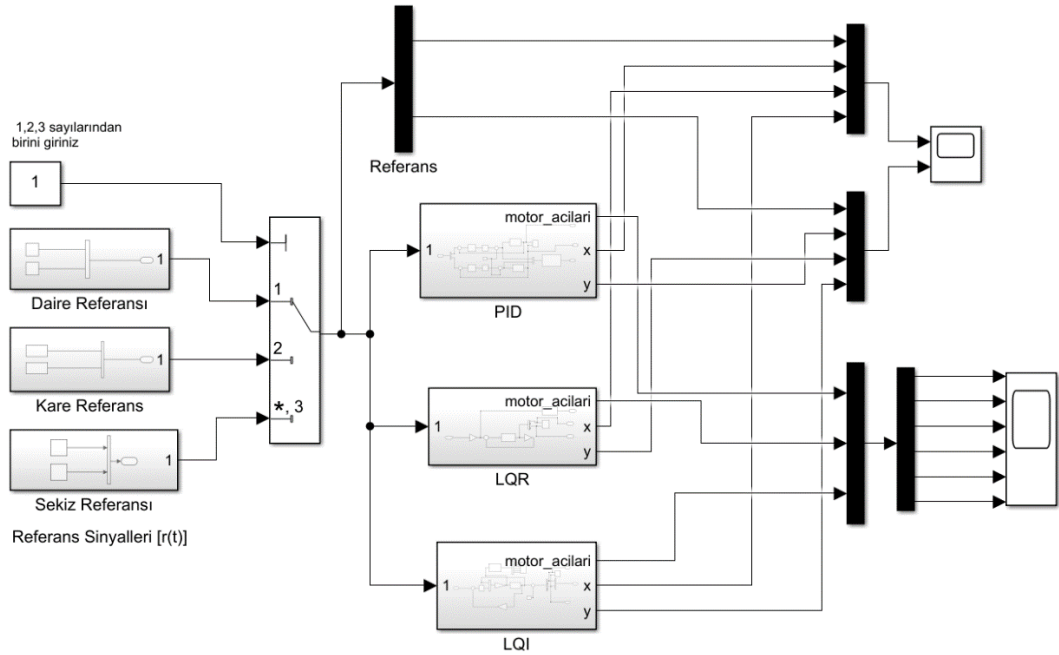 1,2,3 sayılarından
birini giriniz
1
1
Daire Referansı
1
Kare Referans
1
Sekiz Referansı
Referans Sinyalleri [r(t)]
1
2
*, 3
Referans
1
motor_acilari
x
y
PID
1
motor_acilari
x
y
LQR
1
motor_acilari
x
y
LQI